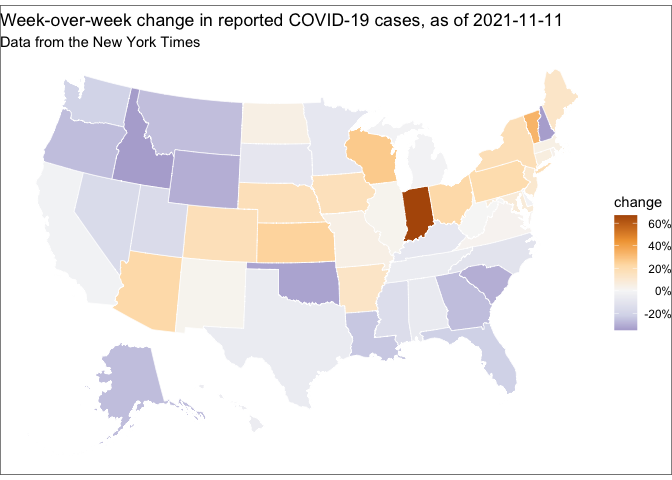 Week-over-week change in reported COVID-19 cases, as of 2021-11-11
Data from the New York Times
change
60%
40%
20%
0%
-20%